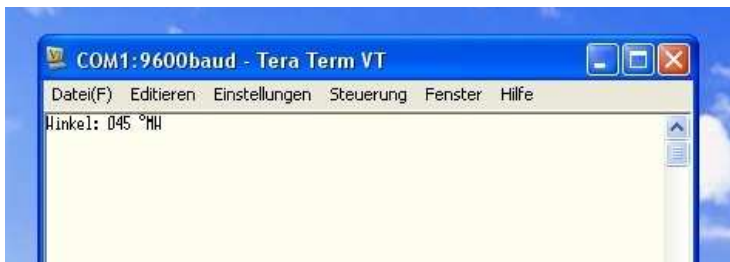 COM1:9600baud - Tera Term VT
Datei(F) Editieren Einstellungen Steuerung Fenster Hilfe
Winkel: 045 °MW